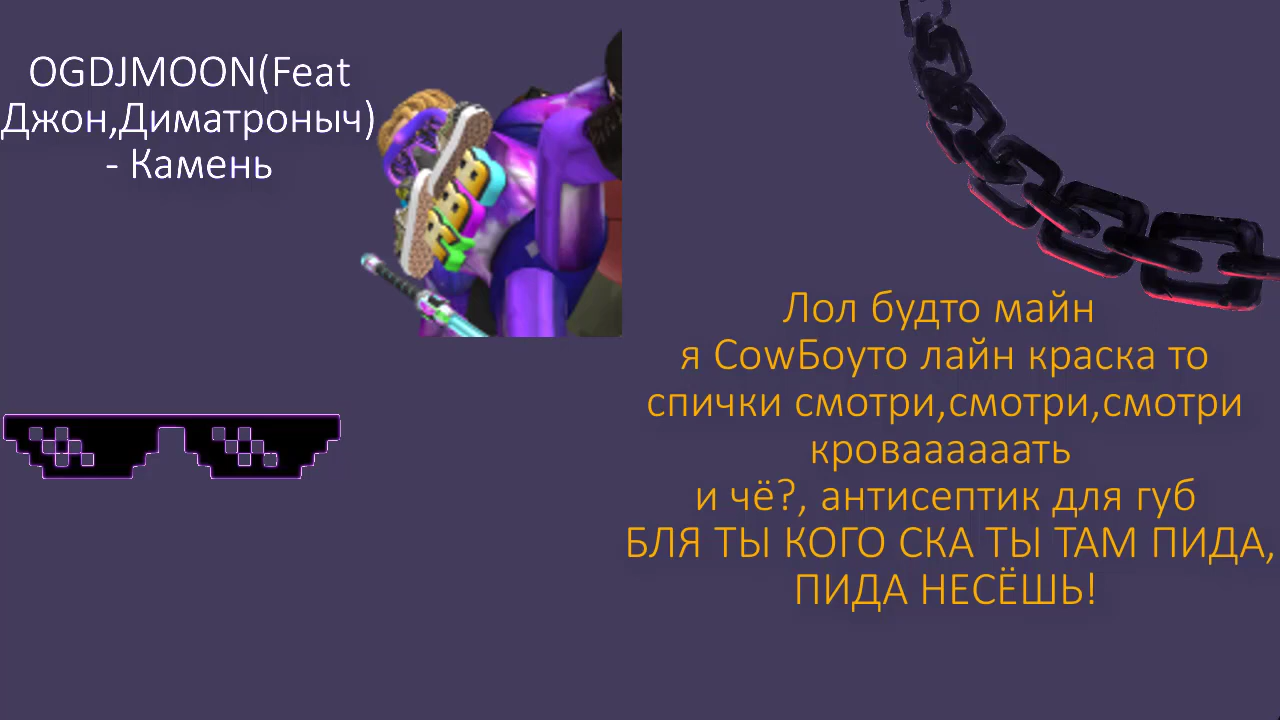 OGDJMOON(Feat
Джон,Диматроныч)
- Камень
Лол будто майн
я CowБоуто лайн краска то
спички смотри,смотри,смотри
кроваааааать
и чё?, антисептик для губ
БЛЯ ТЫ КОГО СКА ТЫ ТАМ ПИДА,
ПИДА НЕСЁШЬ!